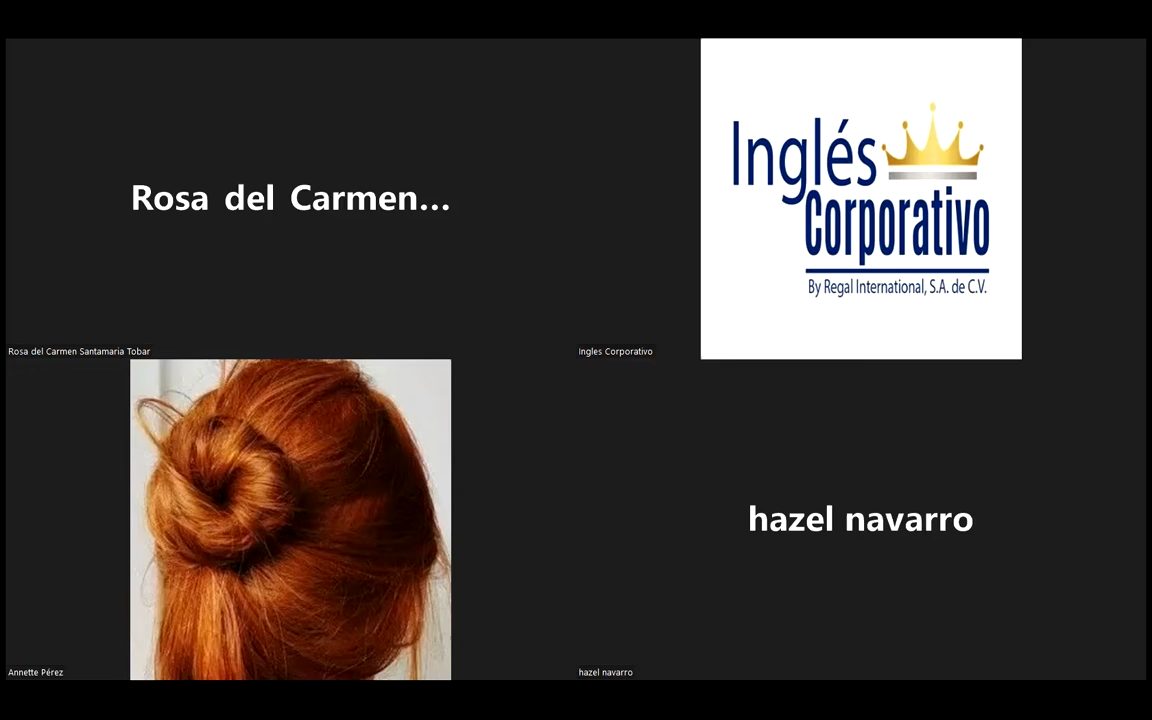 Rosa del Carmen...
Rosa del Carmen Santamaria Tobar
Inglés
Corporativo
By Regal International, S.A. de C.V.
Ingles Corporativo
Annette Pérez
hazel navarro
hazel navarro